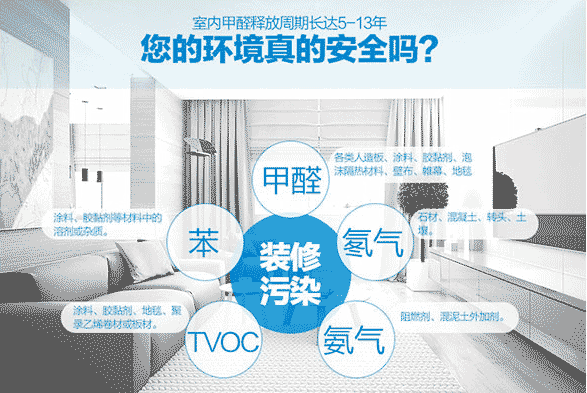 室内甲醛释放周期长达5-13年
您的环境真的安全吗?
甲醛
各类人造板、涂料、胶黏剂、泡
沫隔热材料、壁布、帷幕、地毯
苯
涂料、胶黏剂等材料中的
溶剂或杂质。
氡气
石材、混凝土、转头、土
壤。
装修
污染
TVOC
涂料、胶黏剂、地毯、聚
录乙烯卷材或板材。
氨气
阻燃剂、混泥土外加剂。